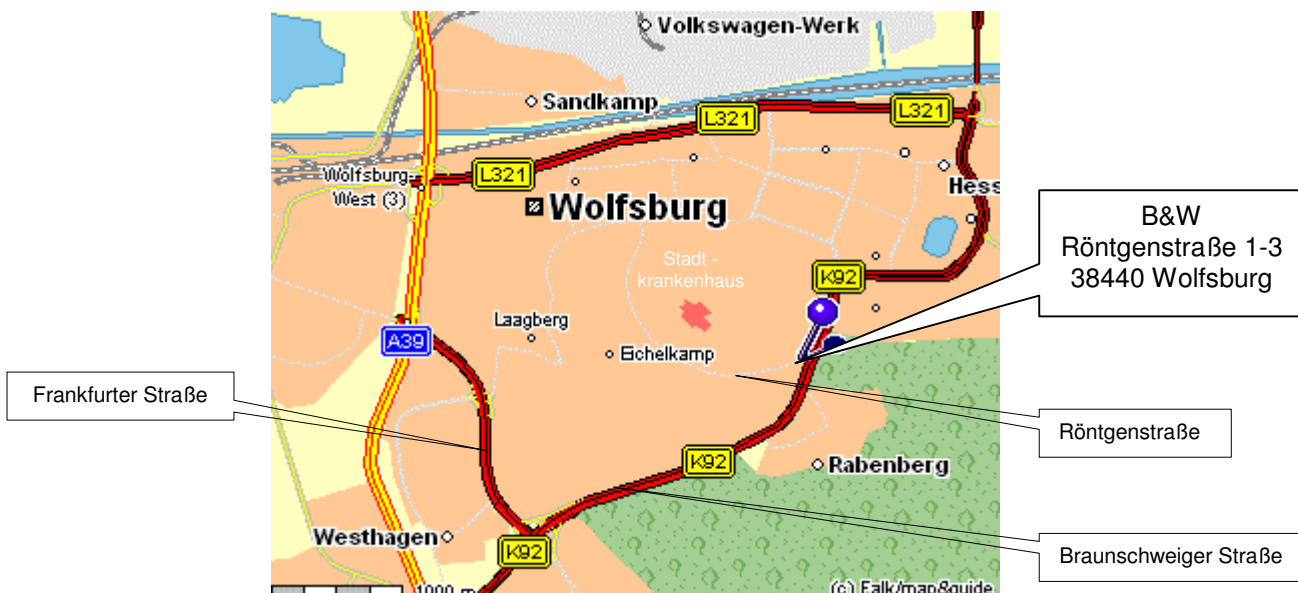 Volkswagen-Werk
Sandkamp
L321
L321
L321
Wolfsburg
West (3)
Wolfsburg
Hess
B&W
Röntgenstraße 1-3
38440 Wolfsburg
Stadt -
krankenhaus
K92
Laagberg
A39
Eichelkamp
Frankfurter Straße
Röntgenstraße
K92
Rabenberg
Westhagen
K92
Braunschweiger Straße
1000 m
(c) Falk/map&guide